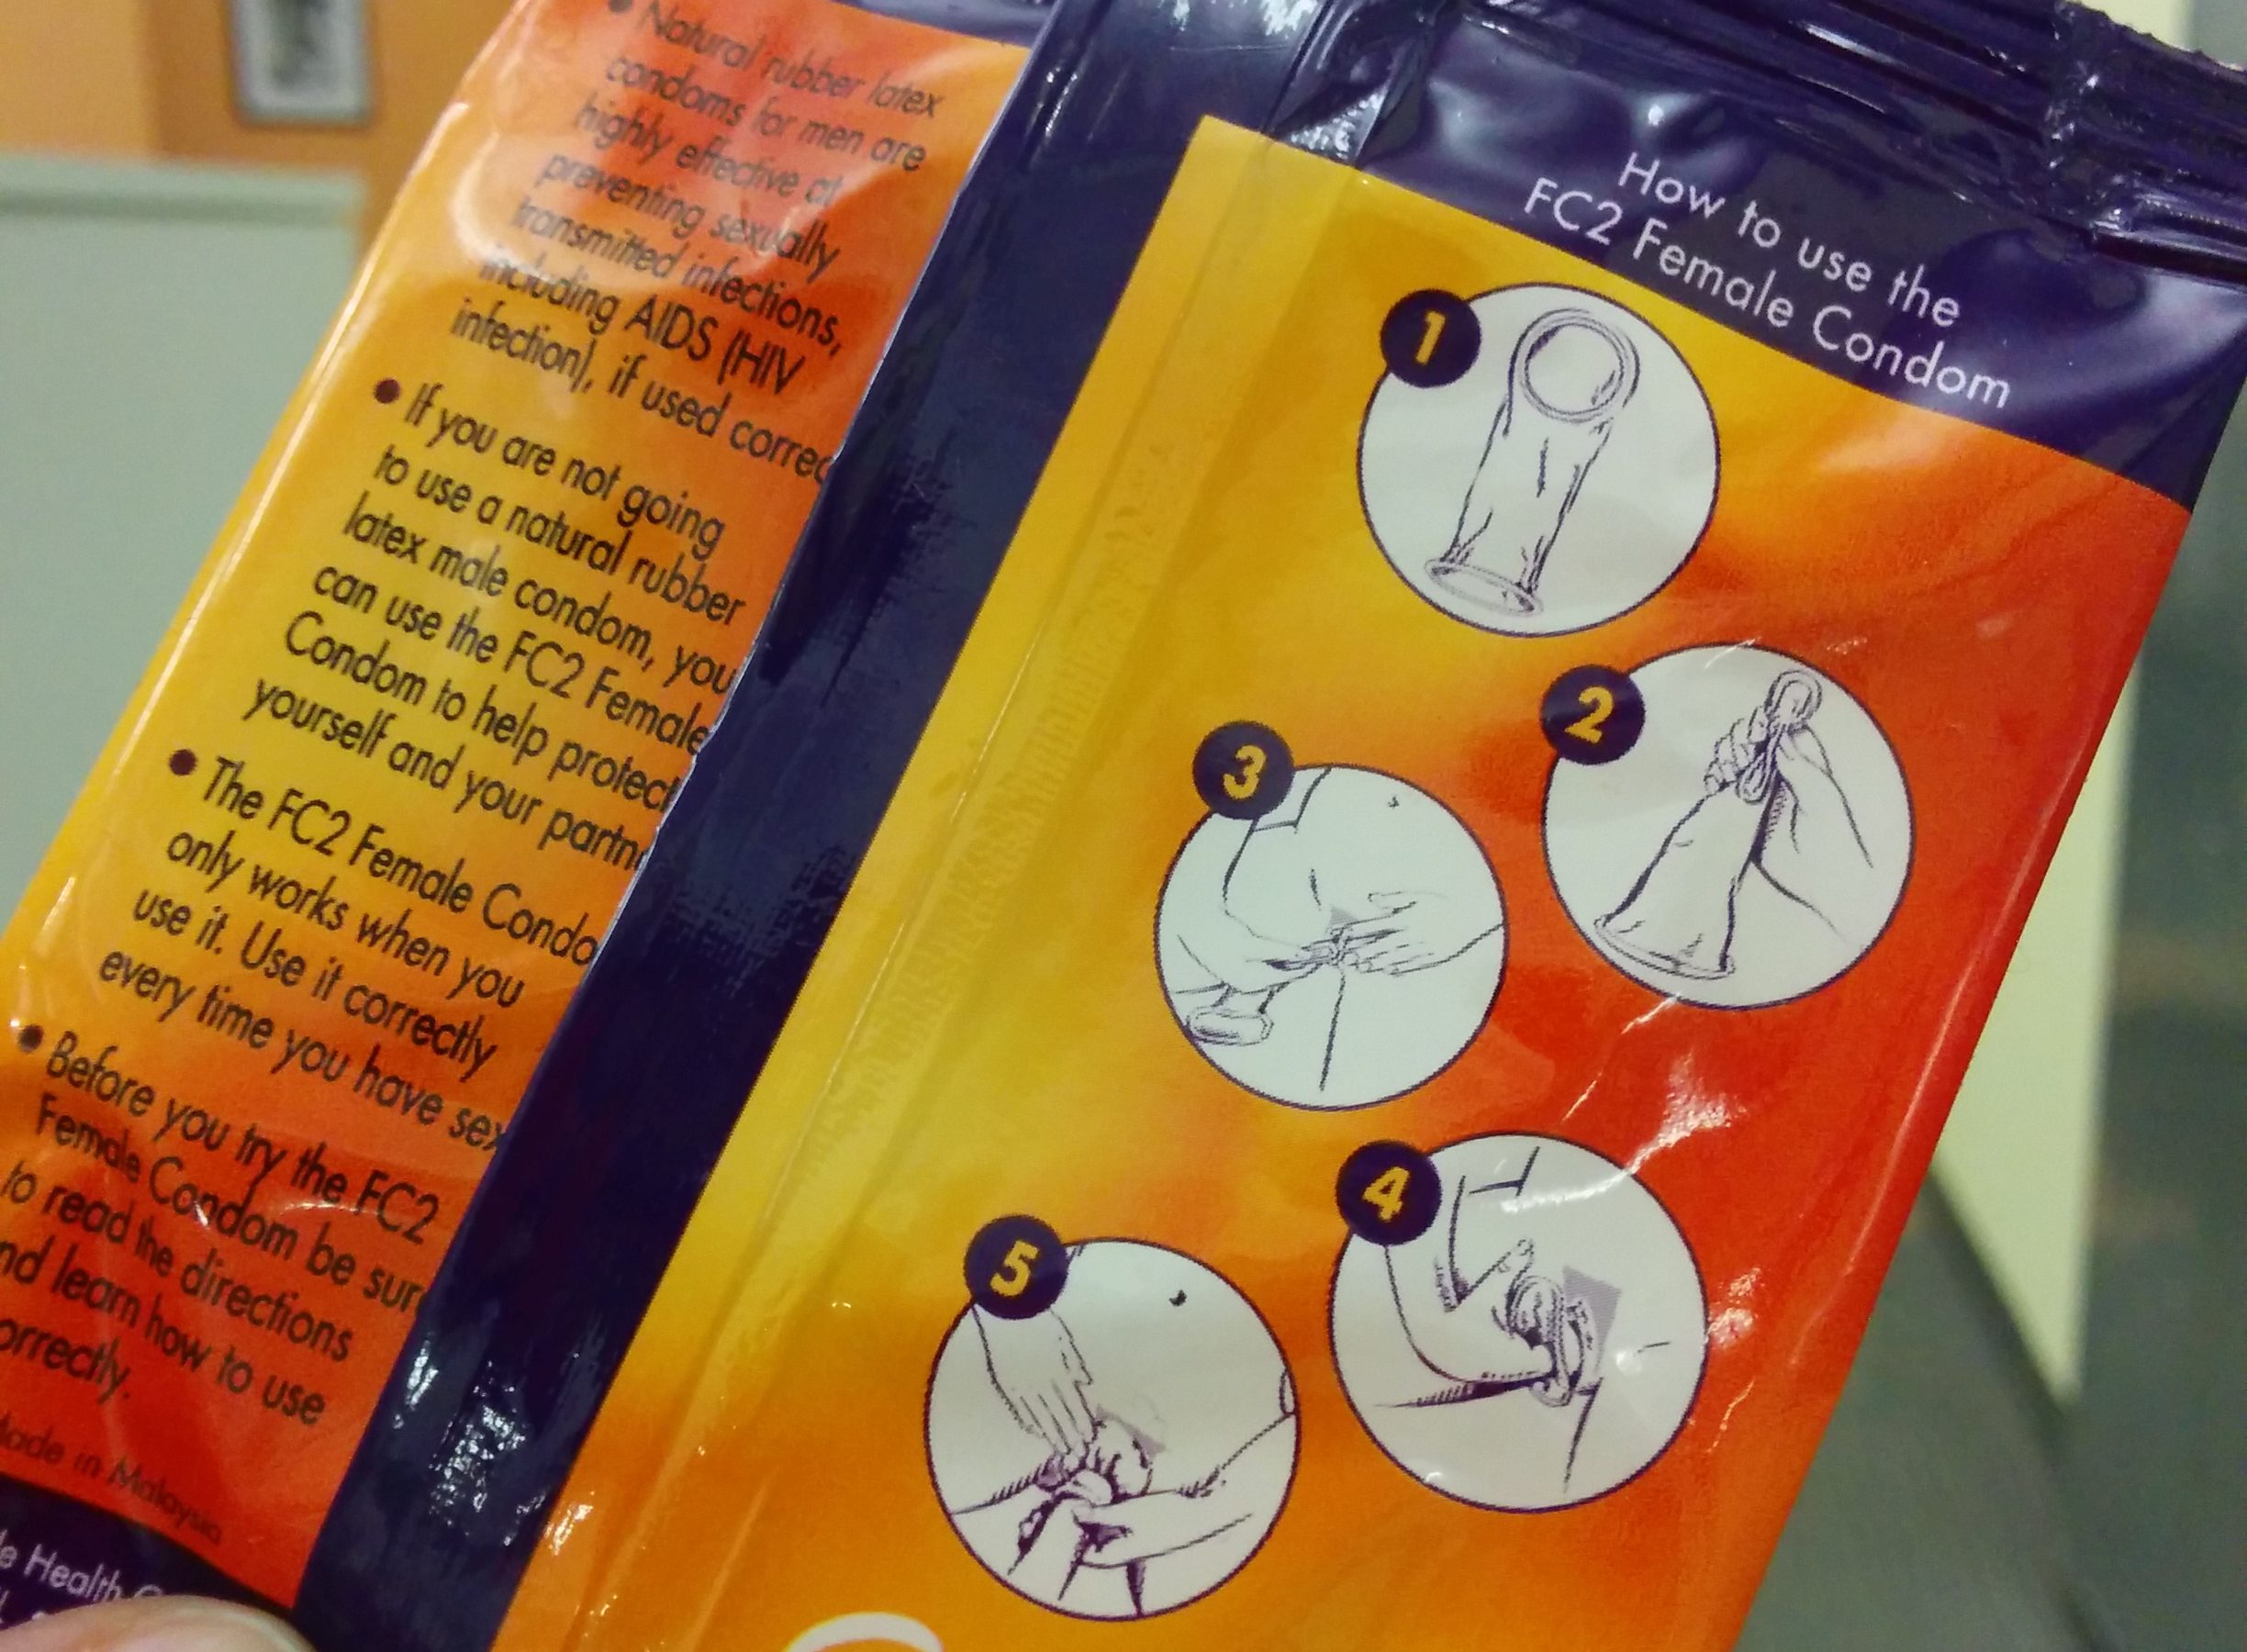 • Natural rubber latex
condoms for men are
highly effective at
preventing sexually
transmitted infections,
including AIDS (HIV
infection), if used correc
• If you are not going
to use a natural rubber
latex male condom, you
can use the FC2 Female
Condom to help protect
yourself and your partn
• The FC2 Female Condo
only works when you
use it. Use it correctly
every time you have sex
• Before you try the FC2
Female Condom be sure
to read the directions
nd learn how to use
orrectly.
Made in Malaysia
le Health
How to use the
FC2 Female Condom
1
2
3
4
5